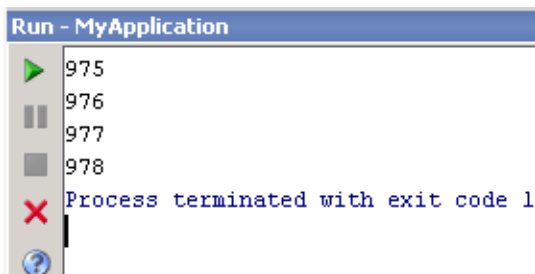 Run - MyApplication
975
976
977
978
Process terminated with exit code 1